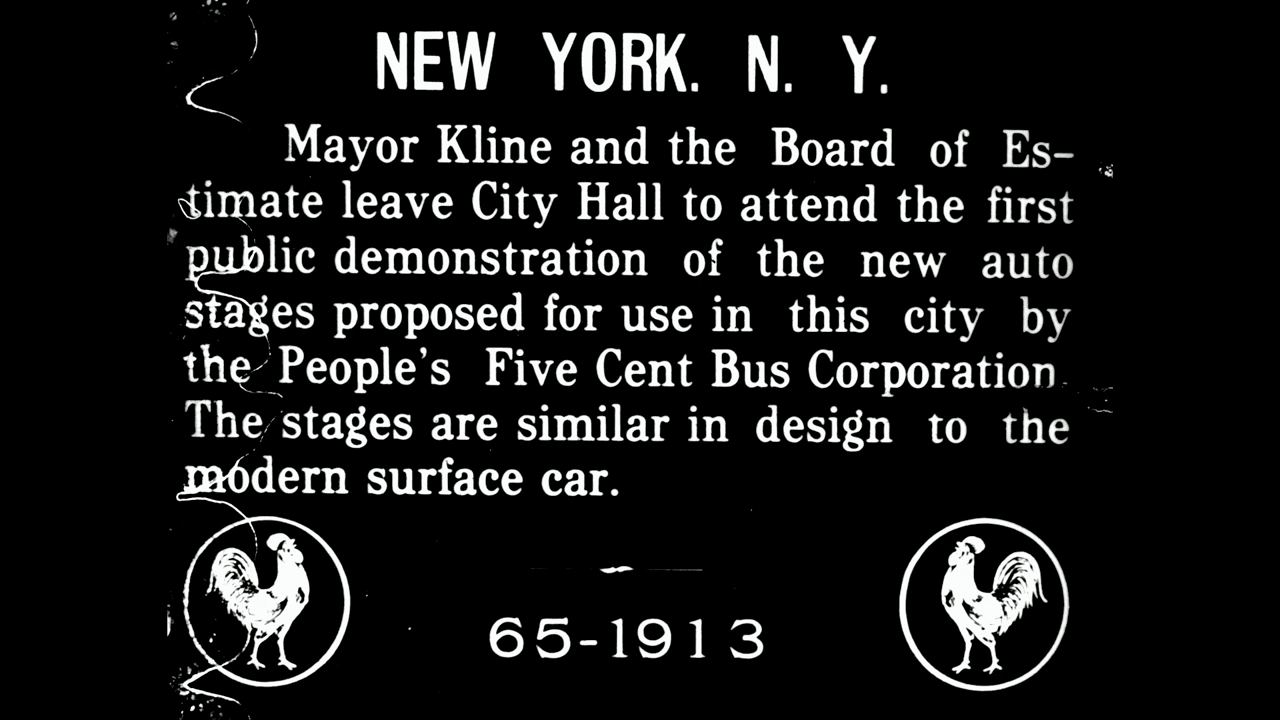 NEW YORK. N. Y.
Mayor Kline and the Board of Es-
timate leave City Hall to attend the first
public demonstration of the new auto
stages proposed for use in this city by
the People's Five Cent Bus Corporation.
The stages are similar in design to the
modern surface car.
65-1913